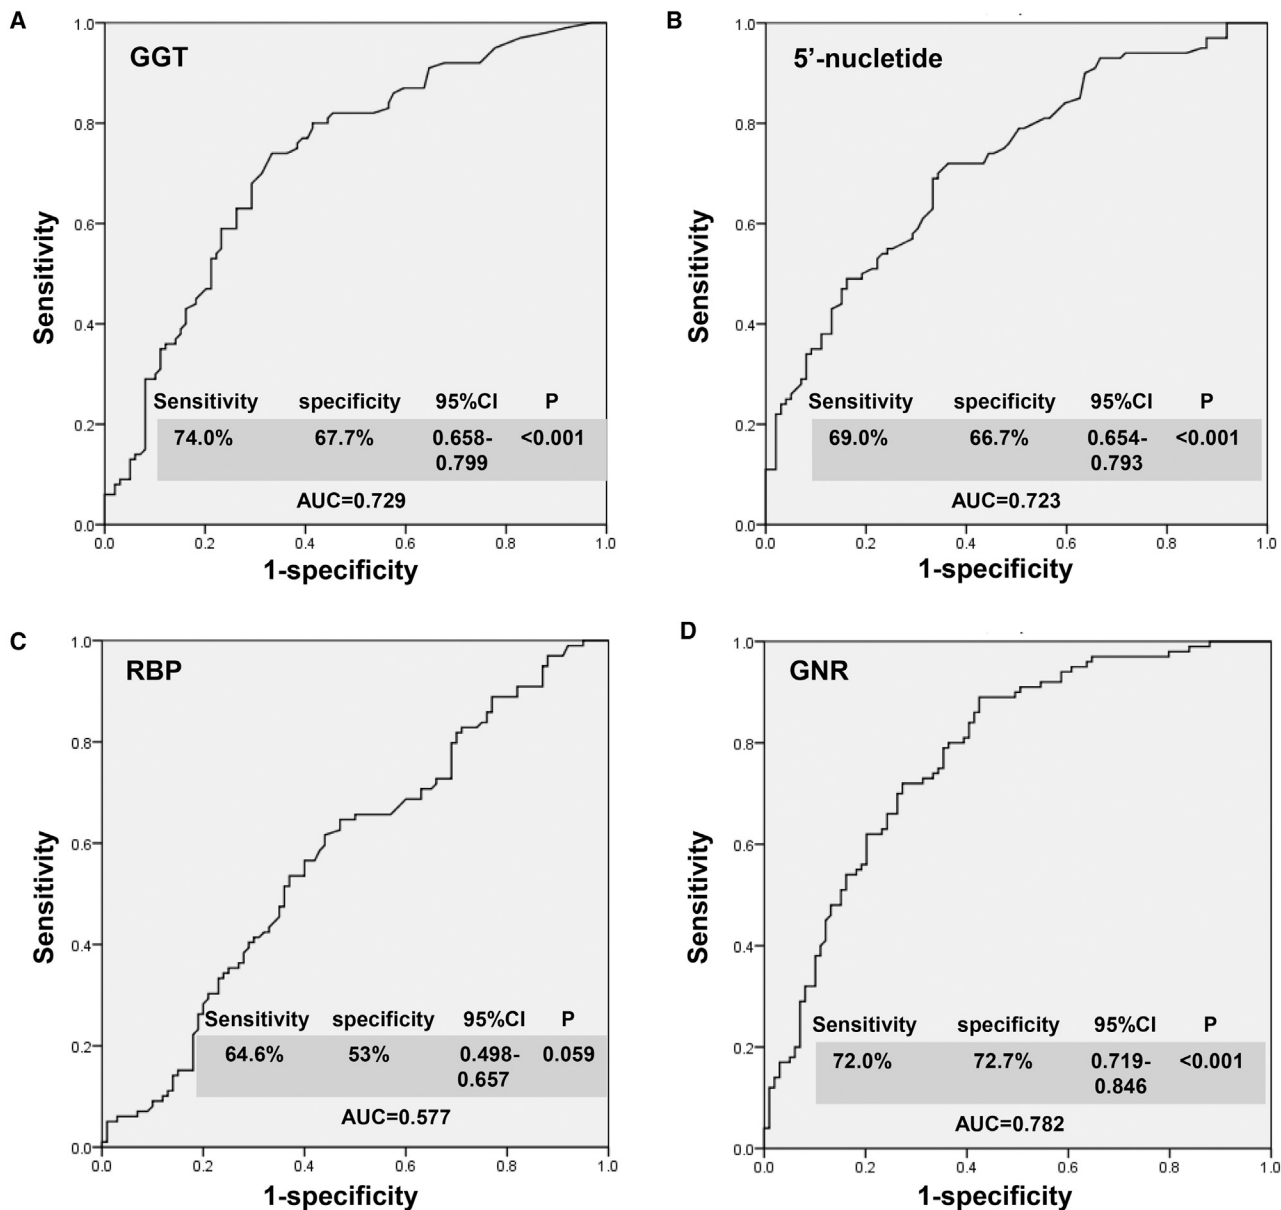 A
GGT
1.0
0.8
0.6
0.4
0.2
0.0
Sensitivity
Sensitivity specificity 95%CI P
74.0% 67.7% 0.658- <0.001
0.799
AUC=0.729
0.0 0.2 0.4 0.6 0.8 1.0
1-specificity
B
5’-nucletide
1.0
0.8
0.6
0.4
0.2
0.0
Sensitivity
Sensitivity specificity 95%CI P
69.0% 66.7% 0.654- <0.001
0.793
AUC=0.723
0.0 0.2 0.4 0.6 0.8 1.0
1-specificity
C
RBP
1.0
0.8
0.6
0.4
0.2
0.0
Sensitivity
Sensitivity specificity 95%CI P
64.6% 53% 0.498- 0.059
0.657
AUC=0.577
0.0 0.2 0.4 0.6 0.8 1.0
1-specificity
D
GNR
1.0
0.8
0.6
0.4
0.2
0.0
Sensitivity
Sensitivity specificity 95%CI P
72.0% 72.7% 0.719- <0.001
0.846
AUC=0.782
0.0 0.2 0.4 0.6 0.8 1.0
1-specificity